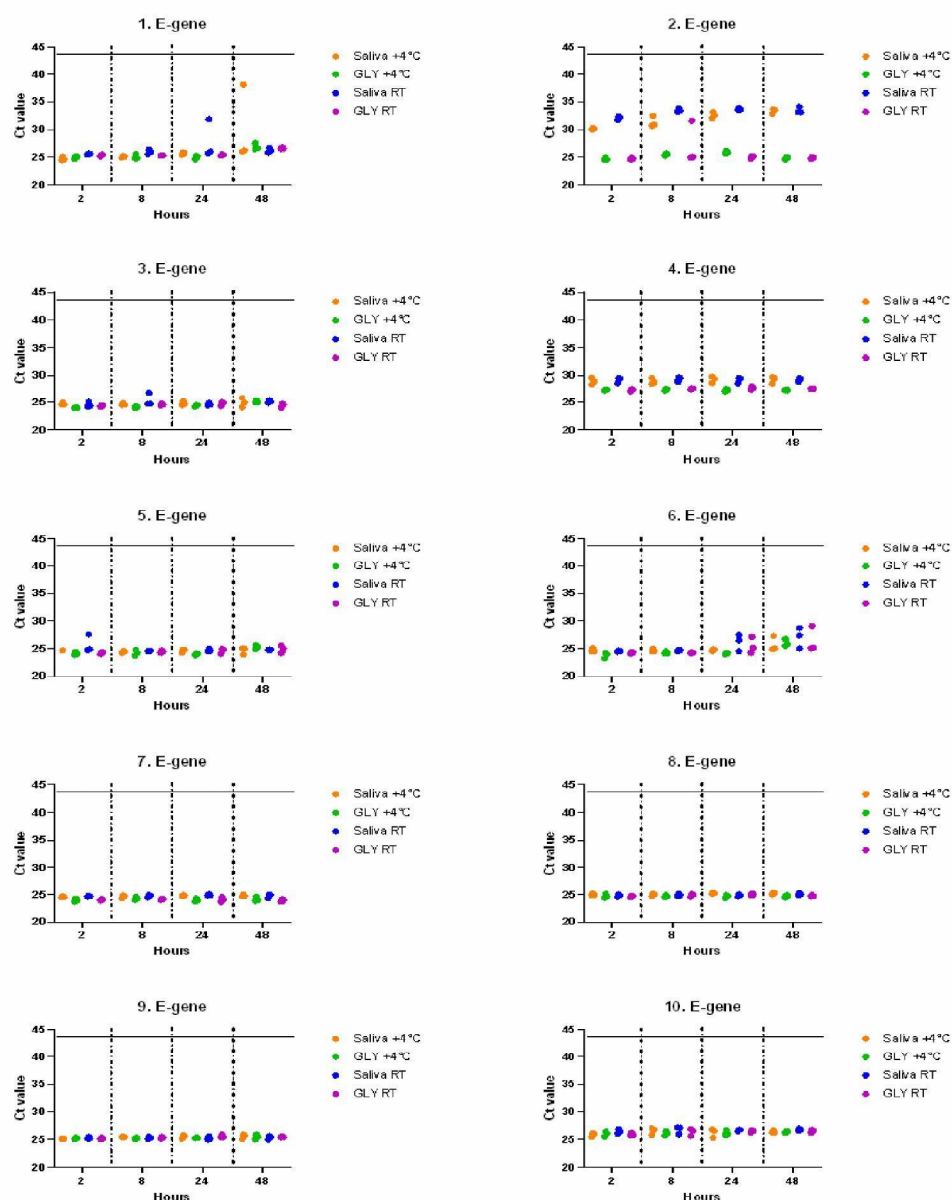 1. E-gene
45
40
35
30
25
20
Ct value
2 8 24 48
Hours
Saliva +4°C
GLY +4°C
Saliva RT
GLY RT
2. E-gene
45
40
35
30
25
20
Ct value
2 8 24 48
Hours
Saliva +4°C
GLY +4°C
Saliva RT
GLY RT
3. E-gene
45
40
35
30
25
20
Ct value
2 8 24 48
Hours
Saliva +4°C
GLY +4°C
Saliva RT
GLY RT
4. E-gene
45
40
35
30
25
20
Ct value
2 8 24 48
Hours
Saliva +4°C
GLY +4°C
Saliva RT
GLY RT
5. E-gene
45
40
35
30
25
20
Ct value
2 8 24 48
Hours
Saliva +4°C
GLY +4°C
Saliva RT
GLY RT
6. E-gene
45
40
35
30
25
20
Ct value
2 8 24 48
Hours
Saliva +4°C
GLY +4°C
Saliva RT
GLY RT
7. E-gene
45
40
35
30
25
20
Ct value
2 8 24 48
Hours
Saliva +4°C
GLY +4°C
Saliva RT
GLY RT
8. E-gene
45
40
35
30
25
20
Ct value
2 8 24 48
Hours
Saliva +4°C
GLY +4°C
Saliva RT
GLY RT
9. E-gene
45
40
35
30
25
20
Ct value
2 8 24 48
Hours
Saliva +4°C
GLY +4°C
Saliva RT
GLY RT
10. E-gene
45
40
35
30
25
20
Ct value
2 8 24 48
Hours
Saliva +4°C
GLY +4°C
Saliva RT
GLY RT